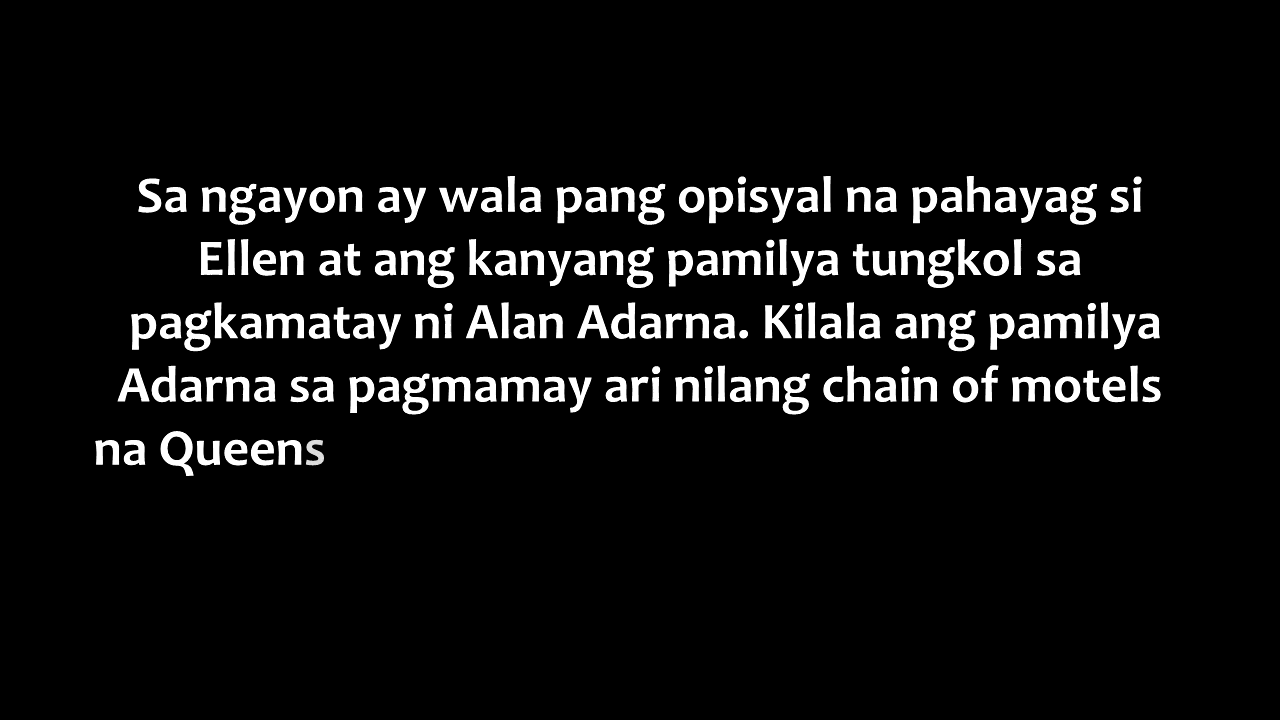 Sa ngayon ay wala pang opisyal na pahayag si
Ellen at ang kanyang pamilya tungkol sa
pagkamatay ni Alan Adarna. Kilala ang pamilya
Adarna sa pagmamay ari nilang chain of motels
na Queens